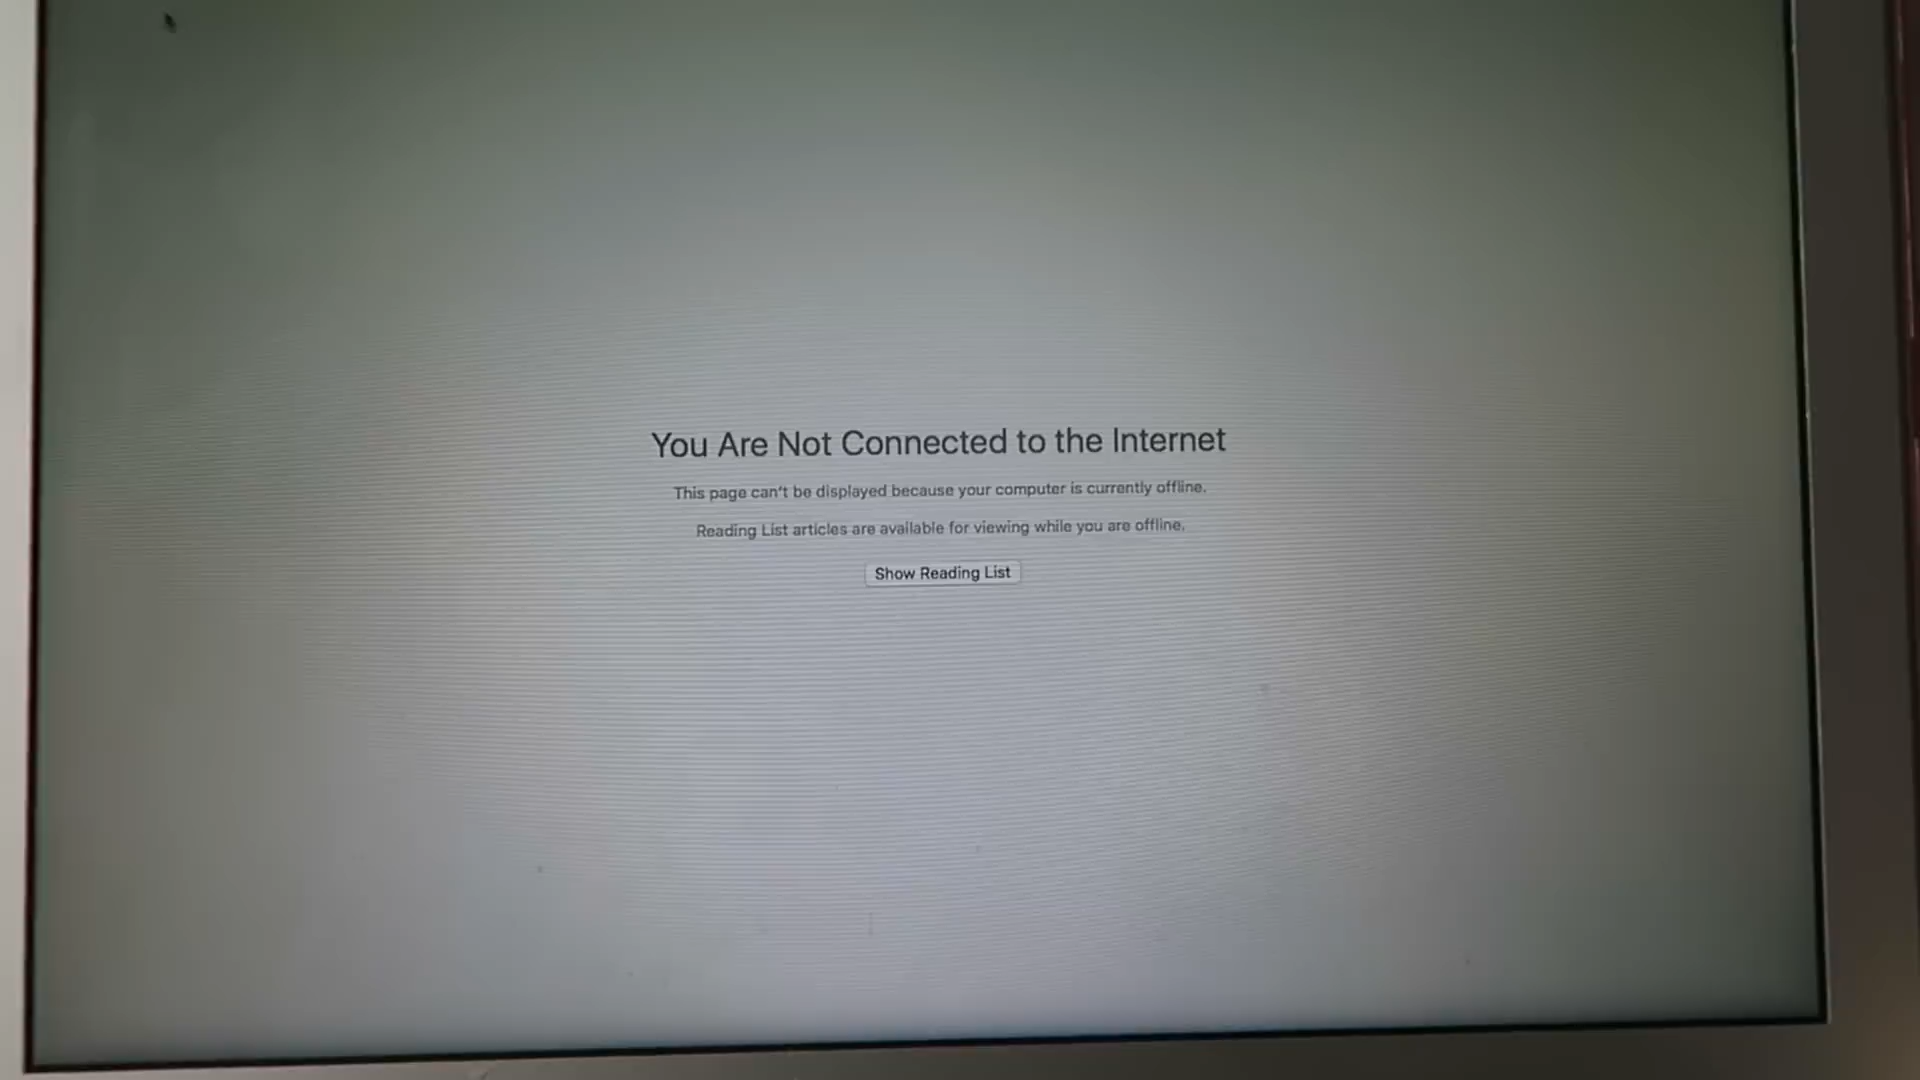 You Are Not Connected to the Internet
This page can't be displayed because your computer is currently offline.
Reading List articles are available for viewing while you are offline.
Show Reading List